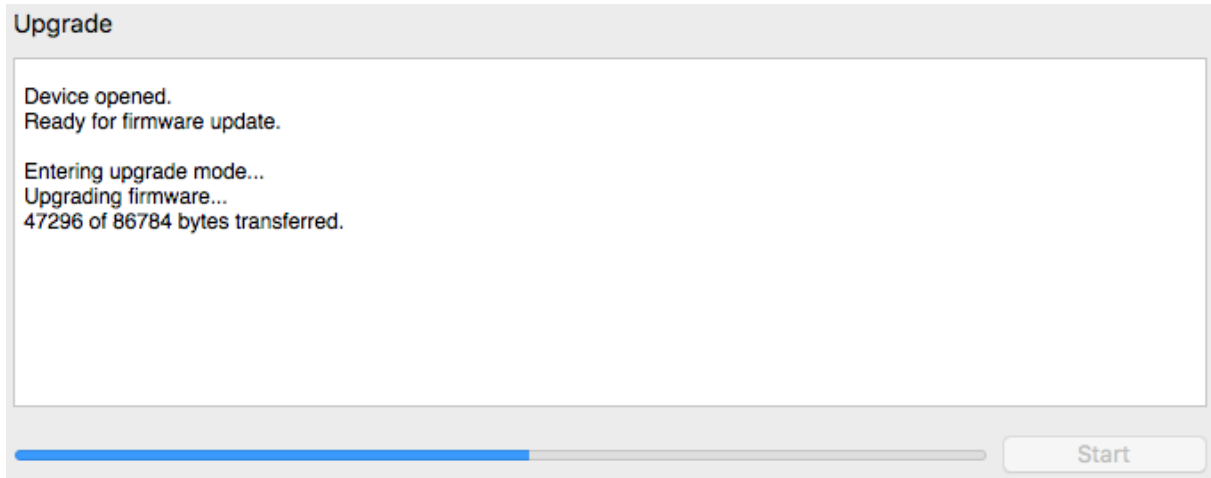 Upgrade
Device opened.
Ready for firmware update.
Entering upgrade mode...
Upgrading firmware...
47296 of 86784 bytes transferred.
Start